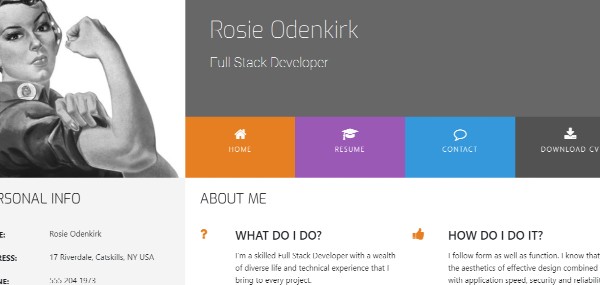 Rosie Odenkirk
Full Stack Developer
HOME
RESUME
CONTACT
DOWNLOAD CV
RSONAL INFO
E:
Rosie Odenkirk
RESS:
17 Riverdale, Catskills, NY USA
NE:
555 204 1973
ABOUT ME
?
WHAT DO I DO?
I'm a skilled Full Stack Developer with a wealth
of diverse life and technical experience that I
bring to every project.
HOW DO I DO IT?
I follow form as well as function. I know that
the aesthetics of effective design combined
with application speed, security and reliabilit